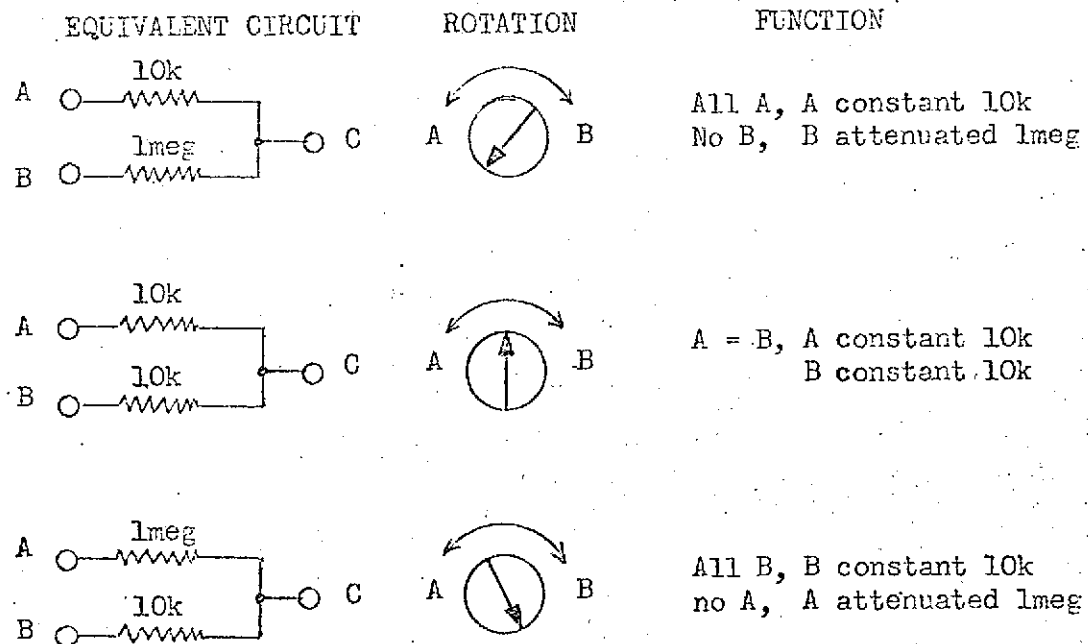 EQUIVALENT CIRCUIT ROTATION FUNCTION
10k
A
1meg
C
B
A B
All A, A constant 10k
No B, B attenuated 1meg
10k
A
10k
C
B
A B
A = B, A constant 10k
B constant 10k
1meg
A
10k
C
B
A B
All B, B constant 10k
no A, A attenuated 1meg